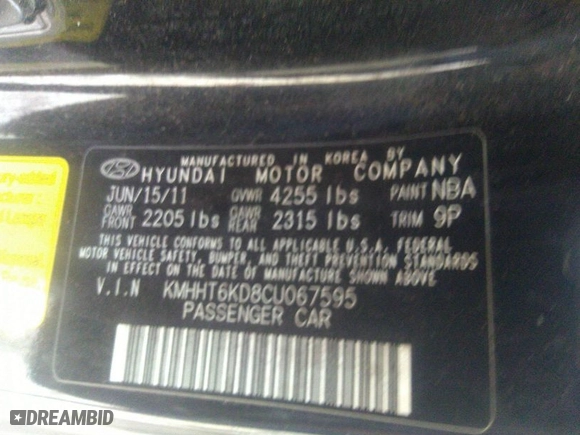 MANUFACTURED IN KOREA BY
HYUNDAI MOTOR COMPANY
JUN/15/11 GVWR 4255 lbs PAINT NBA
GAWR FRONT 2205 lbs GAWR REAR 2315 lbs TRIM 9P
THIS VEHICLE CONFORMS TO ALL APPLICABLE U.S.A. FEDERAL
MOTOR VEHICLE SAFETY, BUMPER, AND THEFT PREVENTION STANDARDS
IN EFFECT ON THE DATE OF MANUFACTURE SHOWN ABOVE.
V.I.N KMHHT6KD8CU067595
PASSENGER CAR
DREAMBID